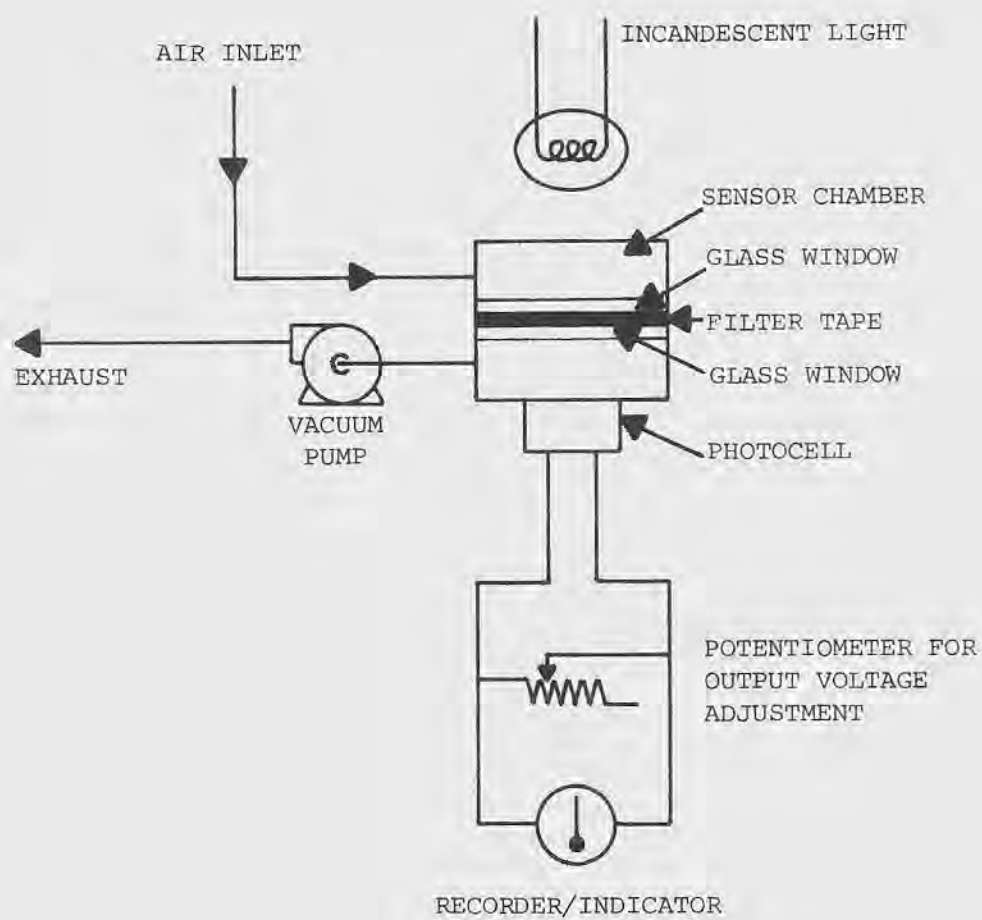 INCANDESCENT LIGHT
AIR INLET
SENSOR CHAMBER
GLASS WINDOW
FILTER TAPE
GLASS WINDOW
EXHAUST
VACUUM
PUMP
PHOTOCELL
POTENTIOMETER FOR
OUTPUT VOLTAGE
ADJUSTMENT
RECORDER/INDICATOR